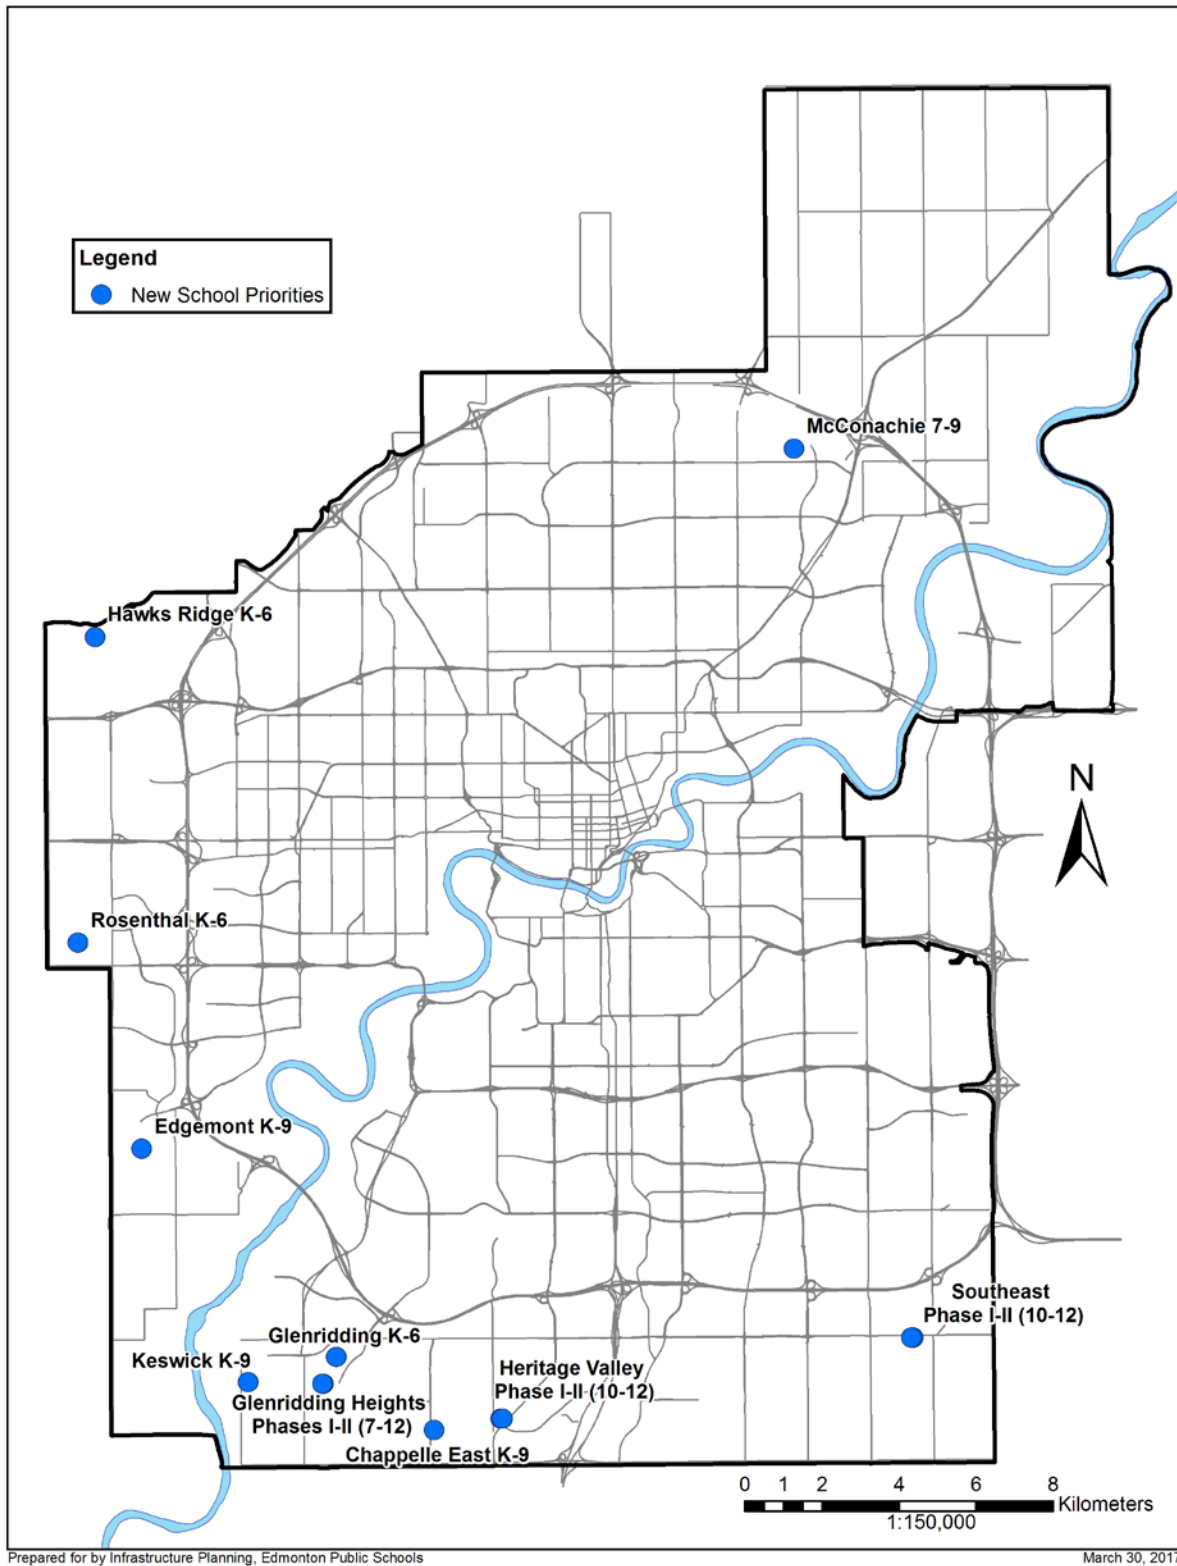 Legend
New School Priorities
McConachie 7-9
Hawks Ridge K-6
N
Rosenthal K-6
Edgemont K-9
Southeast
Phase I-II (10-12)
Glenridding K-6
Keswick K-9
Heritage Valley
Phase I-II (10-12)
Glenridding Heights
Phases I-II (7-12)
Chappelle East K-9
0 1 2 4 6 8
Kilometers
1:150,000
Prepared for by Infrastructure Planning, Edmonton Public Schools
March 30, 2017